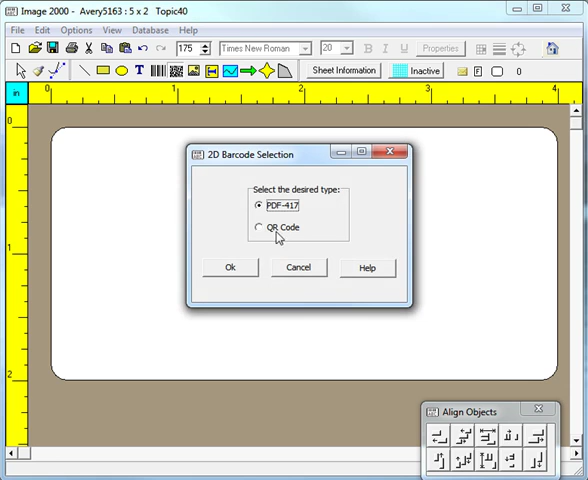 Image 2000 - Avery5163 : 5 x 2 Topic40
File Edit Options View Database Help
175 Times New Roman 20 B I U Properties
T Sheet Information Inactive F 0
in 0 1 2 3 4
0
1
2
2D Barcode Selection
Select the desired type:
PDF-417
QR Code
Ok Cancel Help
Align Objects